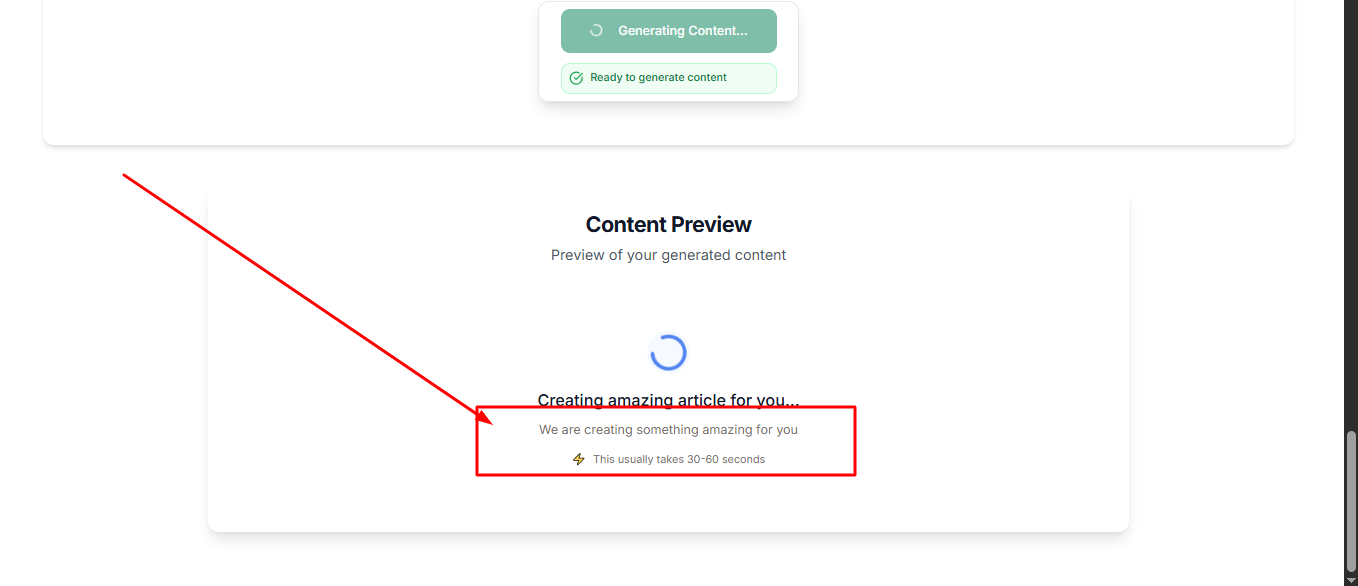 Generating Content...
Ready to generate content
Content Preview
Preview of your generated content
Creating amazing article for you...
We are creating something amazing for you
This usually takes 30-60 seconds